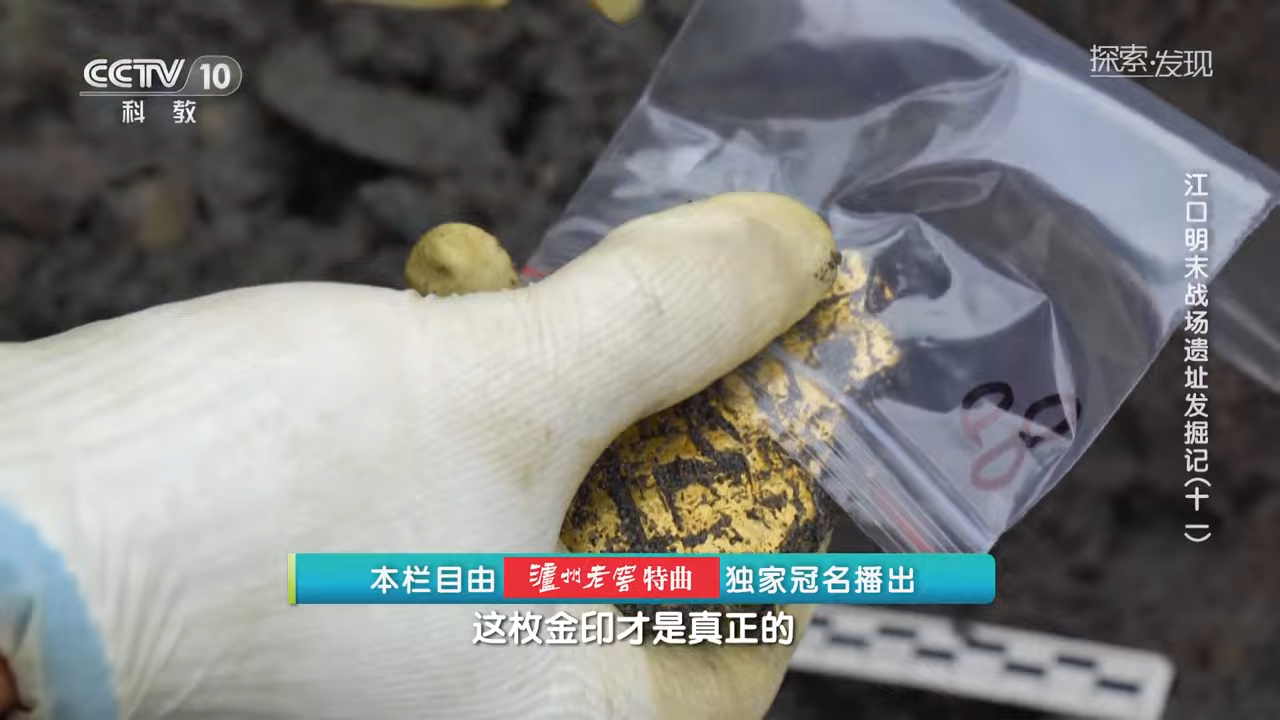 CCTV 10
科教
探索·发现
江口明末战场遗址发掘记(十一)
本栏目由 泸州老窖特曲 独家冠名播出
这枚金印才是真正的